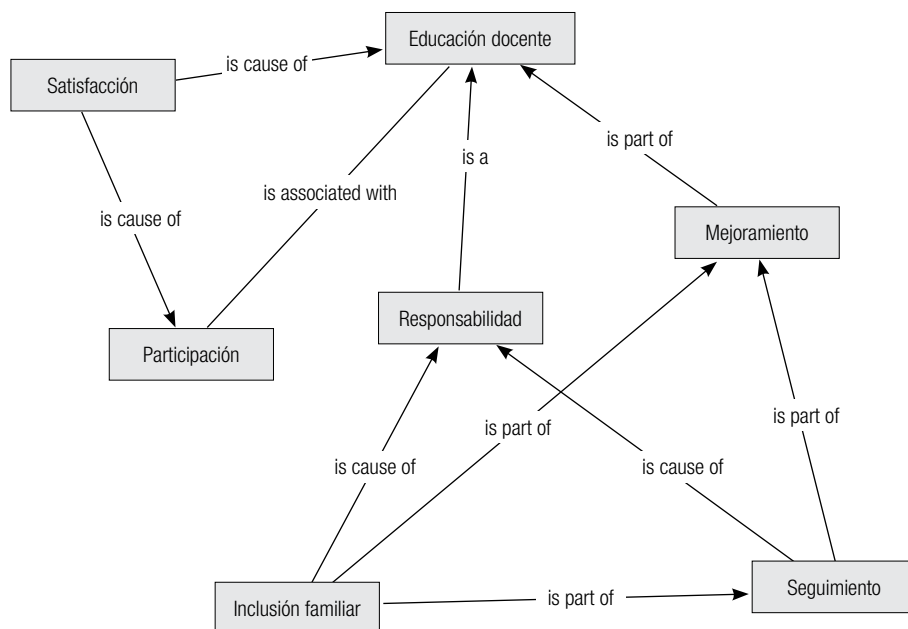 Educación docente
is cause of
Satisfacción
is part of
is a
is associated with
is cause of
Mejoramiento
Responsabilidad
Participación
is part of
is part of
is cause of
is cause of
Seguimiento
Inclusión familiar
is part of